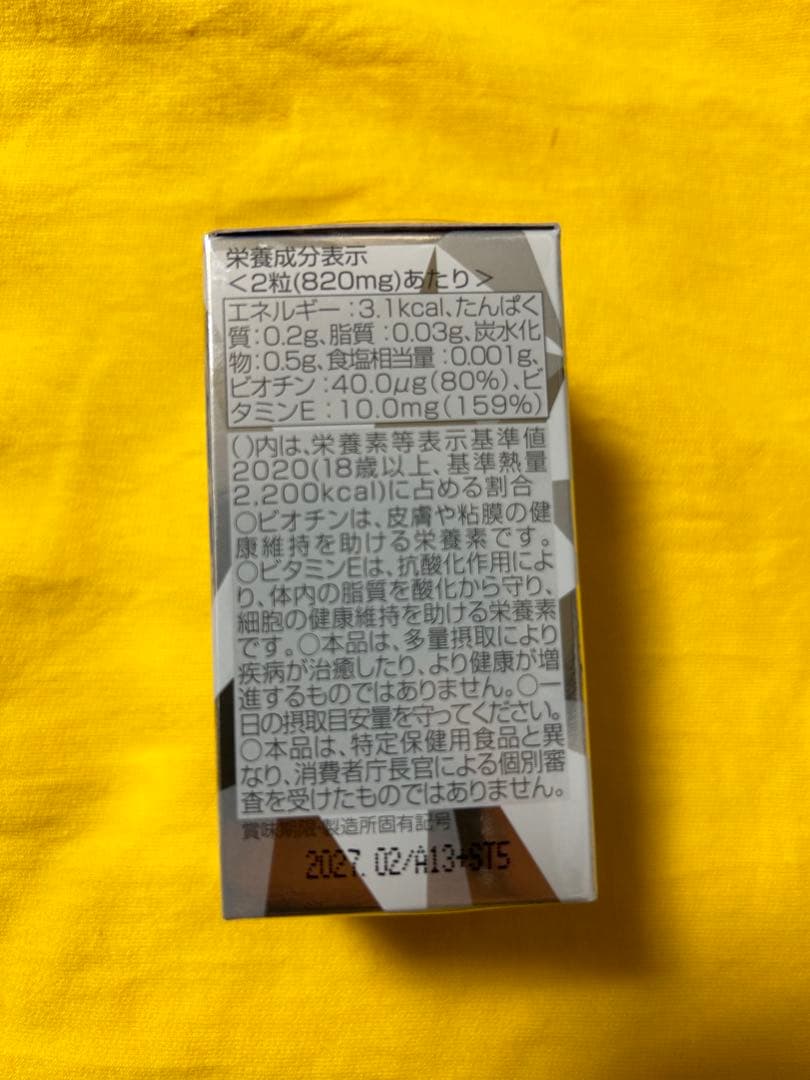 栄養成分表示
<2粒(820mg)あたり>
エネルギー:3.1kcal、たんぱく
質:0.2g、脂質:0.03g、炭水化
物:0.5g、食塩相当量:0.001g、
ビオチン:40.0μg(80%)、ビ
タミンE:10.0mg(159%)
( )内は、栄養素等表示基準値
2020(18歳以上、基準熱量
2,200kcal)に占める割合
○ビオチンは、皮膚や粘膜の健
康維持を助ける栄養素です。
○ビタミンEは、抗酸化作用によ
り、体内の脂質を酸化から守り、
細胞の健康維持を助ける栄養素
です。○本品は、多量摂取により
疾病が治癒したり、より健康が増
進するものではありません。○一
日の摂取目安量を守ってください。
○本品は、特定保健用食品と異
なり、消費者庁長官による個別審
査を受けたものではありません。
賞味期限・製造所固有記号
2027.02/A13+ST5